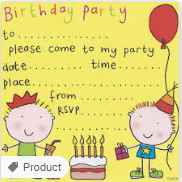 Birthday party
to..................
please come to my party
date........... time...........
place..................
from..................
RSVP..................
Product